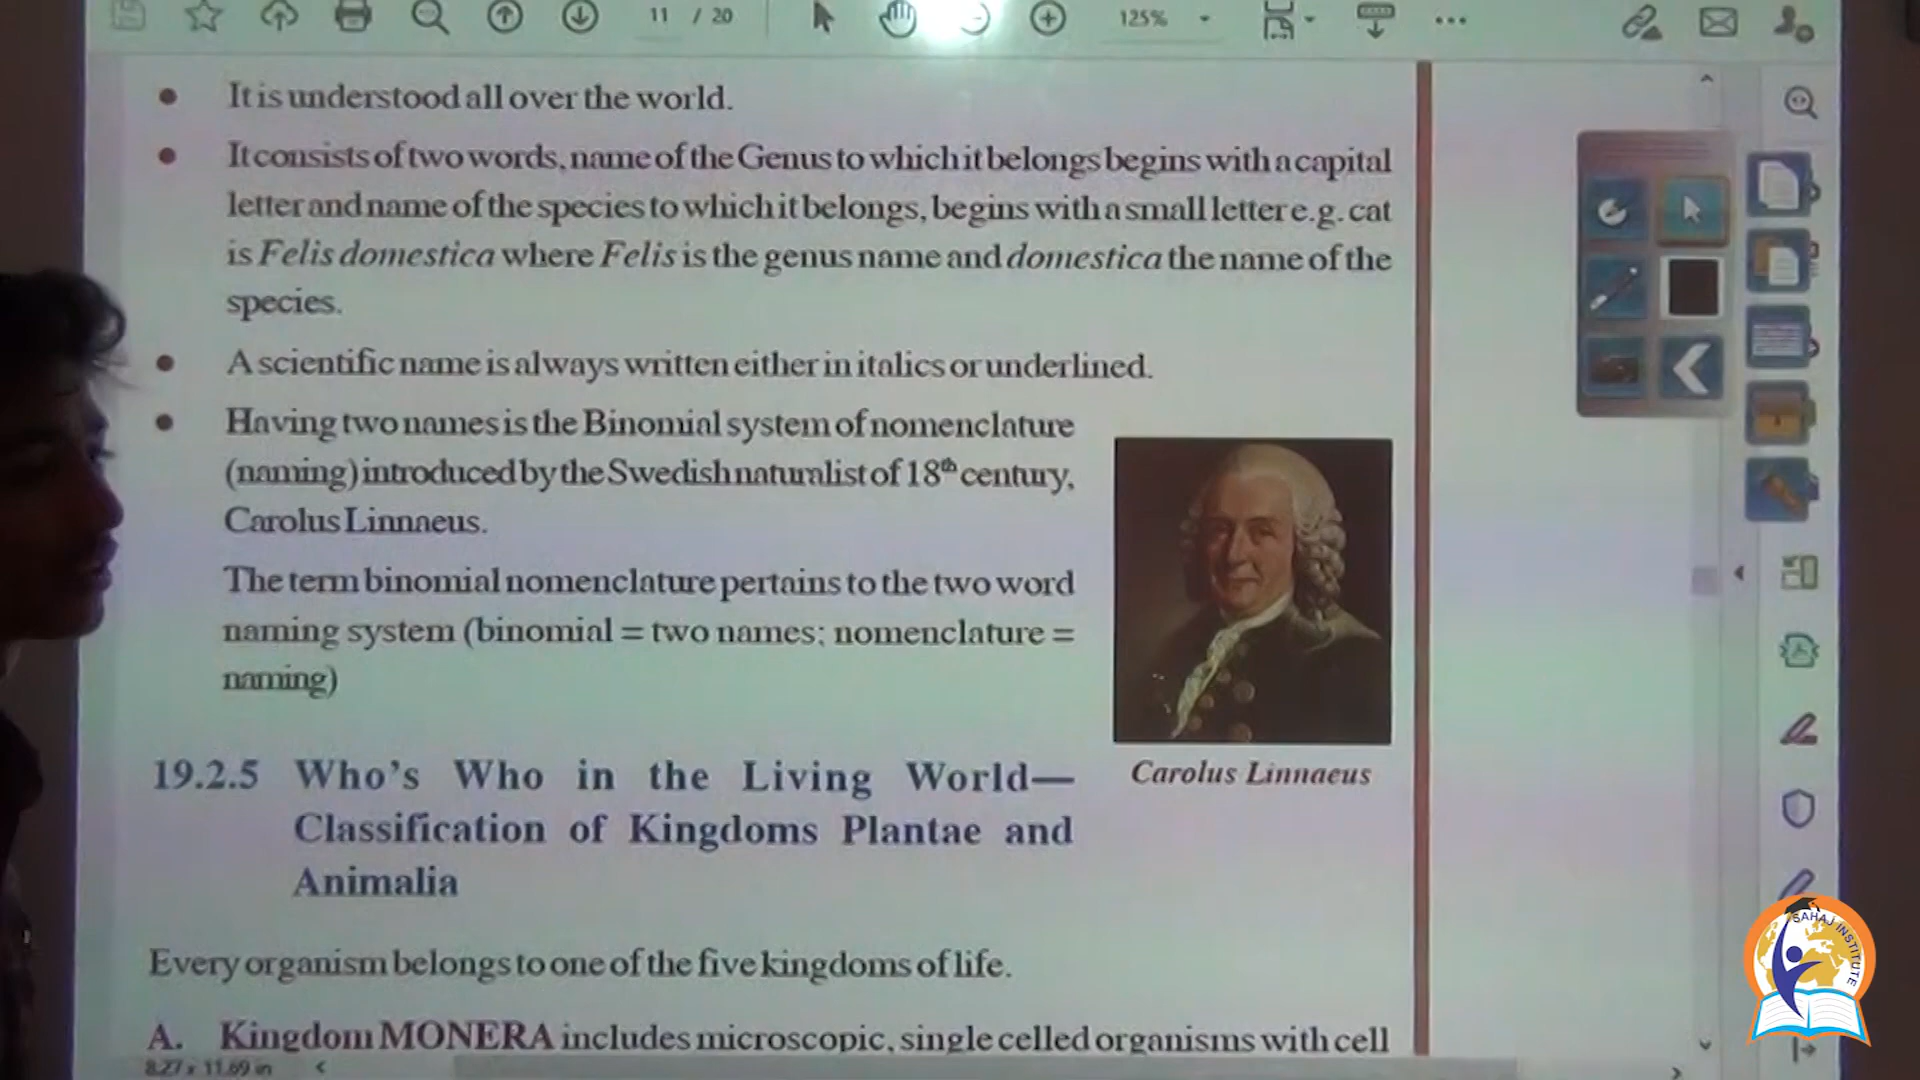 11 / 20
125%
It is understood all over the world.
It consists of two words, name of the Genus to which it belongs begins with a capital
letter and name of the species to which it belongs, begins with a small letter e.g. cat
is Felis domestica where Felis is the genus name and domestica the name of the
species.
A scientific name is always written either in italics or underlined.
Having two names is the Binomial system of nomenclature
(naming) introduced by the Swedish naturalist of 18th century,
Carolus Linnaeus.
The term binomial nomenclature pertains to the two word
naming system (binomial = two names; nomenclature =
naming)
Carolus Linnaeus
19.2.5 Who's Who in the Living World—
Classification of Kingdoms Plantae and
Animalia
Every organism belongs to one of the five kingdoms of life.
A. Kingdom MONERA includes microscopic, single celled organisms with cell
8.27 x 11.69 in
SAHAJ INSTITUTE